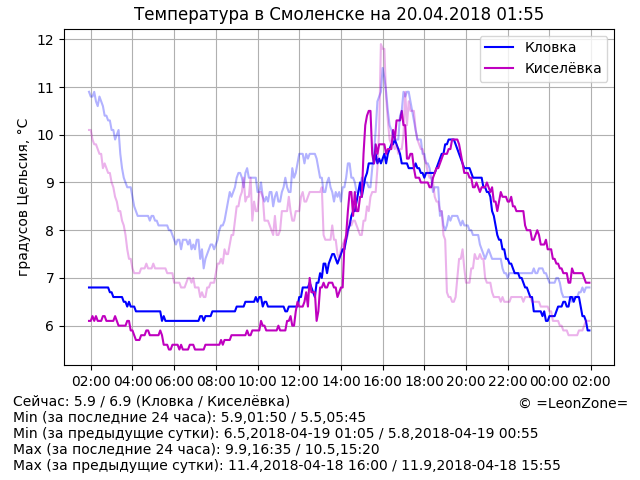 Температура в Смоленске на 20.04.2018 01:55
Кловка
Киселёвка
градусов Цельсия, °C
12
11
10
9
8
7
6
02:00 04:00 06:00 08:00 10:00 12:00 14:00 16:00 18:00 20:00 22:00 00:00 02:00
Сейчас: 5.9 / 6.9 (Кловка / Киселёвка)
© =LeonZone=
Min (за последние 24 часа): 5.9,01:50 / 5.5,05:45
Min (за предыдущие сутки): 6.5,2018-04-19 01:05 / 5.8,2018-04-19 00:55
Max (за последние 24 часа): 9.9,16:35 / 10.5,15:20
Max (за предыдущие сутки): 11.4,2018-04-18 16:00 / 11.9,2018-04-18 15:55